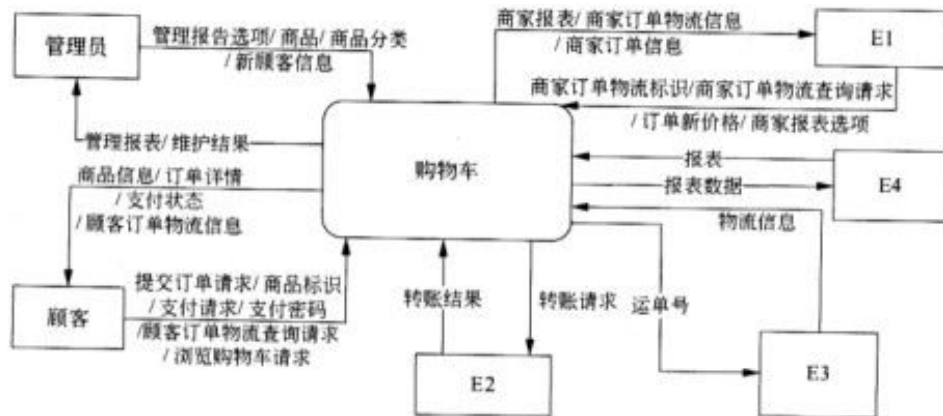 管理员
管理报告选项/ 商品/ 商品分类
/ 新顾客信息
商家报表/ 商家订单物流信息
/ 商家订单信息
E1
商家订单物流标识/商家订单物流查询请求
/订单新价格/ 商家报表选项
管理报表/ 维护结果
购物车
报表
报表数据
E4
商品信息/ 订单详情
/ 支付状态
/ 顾客订单物流信息
物流信息
顾客
提交订单请求/ 商品标识
/ 支付请求/ 支付密码
/顾客订单物流查询请求
/ 浏览购物车请求
转账结果
转账请求
运单号
E2
E3